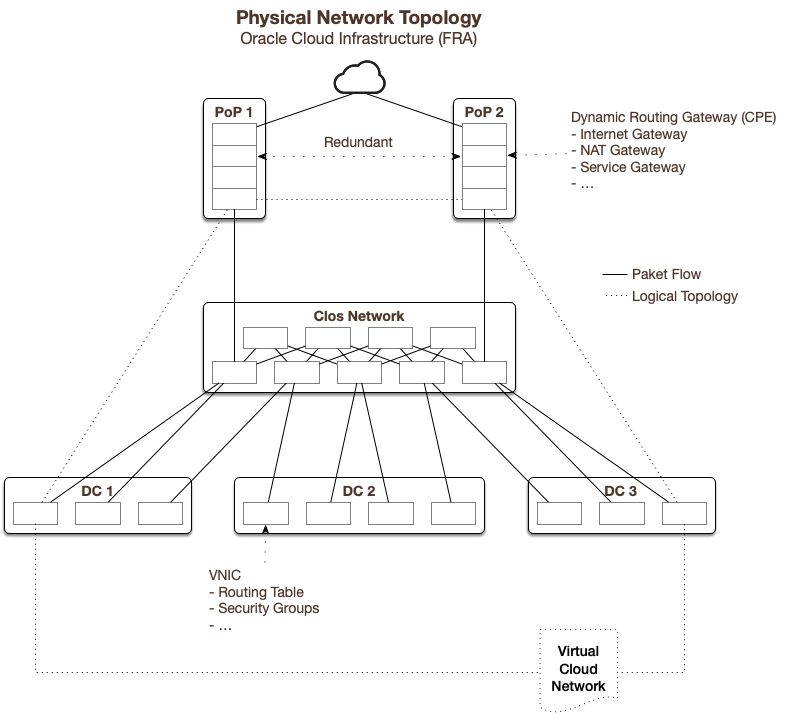 Physical Network Topology
Oracle Cloud Infrastructure (FRA)
PoP 1
PoP 2
Redundant
Dynamic Routing Gateway (CPE)
- Internet Gateway
- NAT Gateway
- Service Gateway
- ...
Paket Flow
Logical Topology
Clos Network
DC 1
DC 2
DC 3
VNIC
- Routing Table
- Security Groups
- ...
Virtual
Cloud
Network